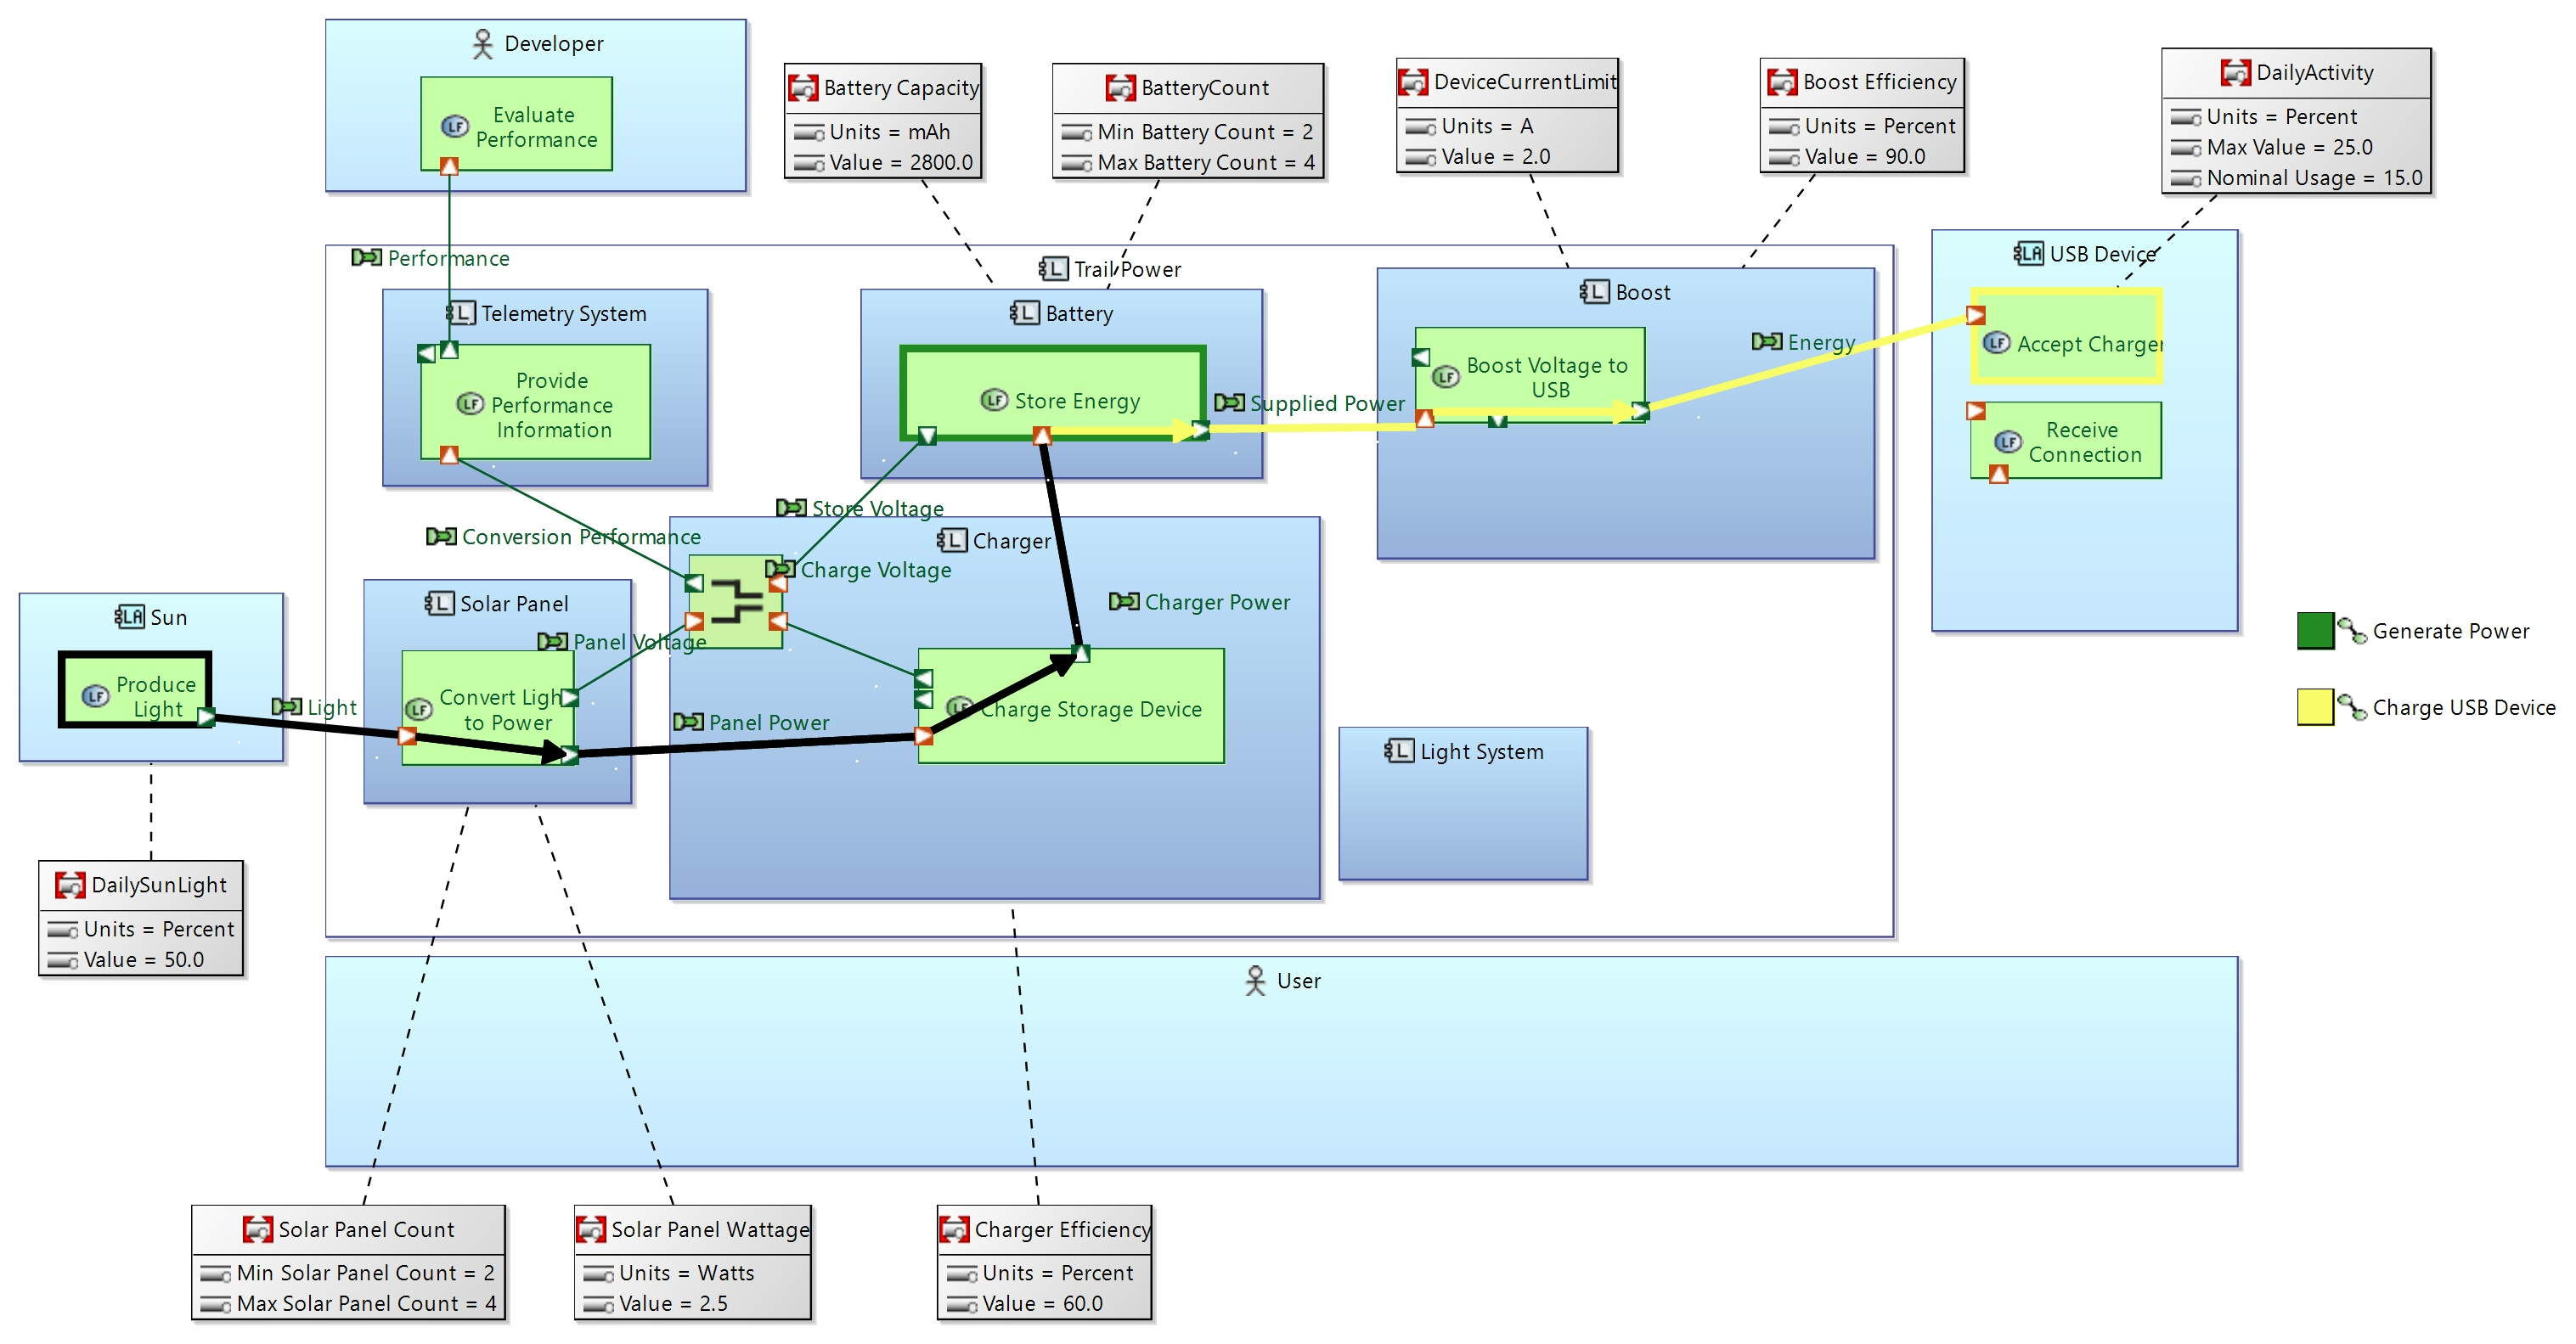 Developer
Evaluate
Performance
Battery Capacity
Units = mAh
Value = 2800.0
BatteryCount
Min Battery Count = 2
Max Battery Count = 4
DeviceCurrentLimit
Units = A
Value = 2.0
Boost Efficiency
Units = Percent
Value = 90.0
DailyActivity
Units = Percent
Max Value = 25.0
Nominal Usage = 15.0
Performance
Trail Power
Telemetry System
Provide
Performance
Information
Battery
Store Energy
Supplied Power
Boost
Boost Voltage to
USB
Energy
USB Device
Accept Charger
Receive
Connection
Store Voltage
Conversion Performance
Charger
Charge Voltage
Charger Power
Sun
Produce
Light
Light
Solar Panel
Panel Voltage
Convert Ligh
to Power
Panel Power
Charge Storage Device
Light System
Generate Power
Charge USB Device
DailySunLight
Units = Percent
Value = 50.0
User
Solar Panel Count
Min Solar Panel Count = 2
Max Solar Panel Count = 4
Solar Panel Wattage
Units = Watts
Value = 2.5
Charger Efficiency
Units = Percent
Value = 60.0